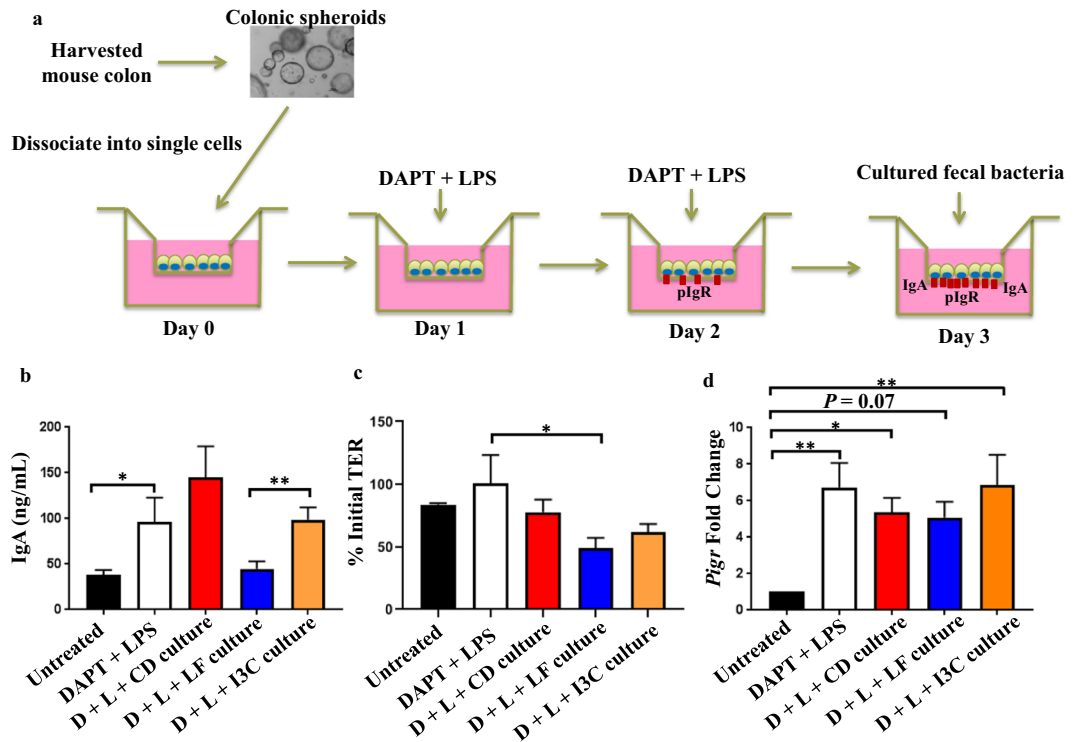 a
Colonic spheroids
Harvested
mouse colon
Dissociate into single cells
DAPT + LPS
DAPT + LPS
Cultured fecal bacteria
pIgR
IgA
pIgR
IgA
Day 0
Day 1
Day 2
Day 3
b
IgA (ng/mL)
200
150
100
50
0
*
**
Untreated
DAPT + LPS
D + L + CD culture
D + L + LF culture
D + L + I3C culture
c
% Initial TER
150
100
50
0
*
Untreated
DAPT + LPS
D + L + CD culture
D + L + LF culture
D + L + I3C culture
d
Pigr Fold Change
10
8
6
4
2
0
**
P = 0.07
*
**
Untreated
DAPT + LPS
D + L + CD culture
D + L + LF culture
D + L + I3C culture